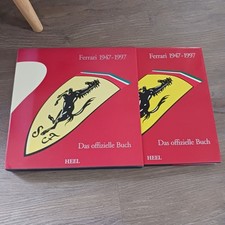 Ferrari 1947-1997
S F
Das offizielle Buch
HEEL
Ferrari 1947-1997
Das offizielle Buch
HEEL